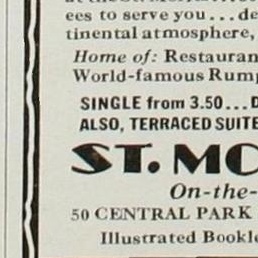 ees to serve you...de
tinental atmosphere,
Home of: Restauran
World-famous Rump
SINGLE from 3.50...D
ALSO, TERRACED SUITE
ST. MO
On-the-
50 CENTRAL PARK
Illustrated Bookle